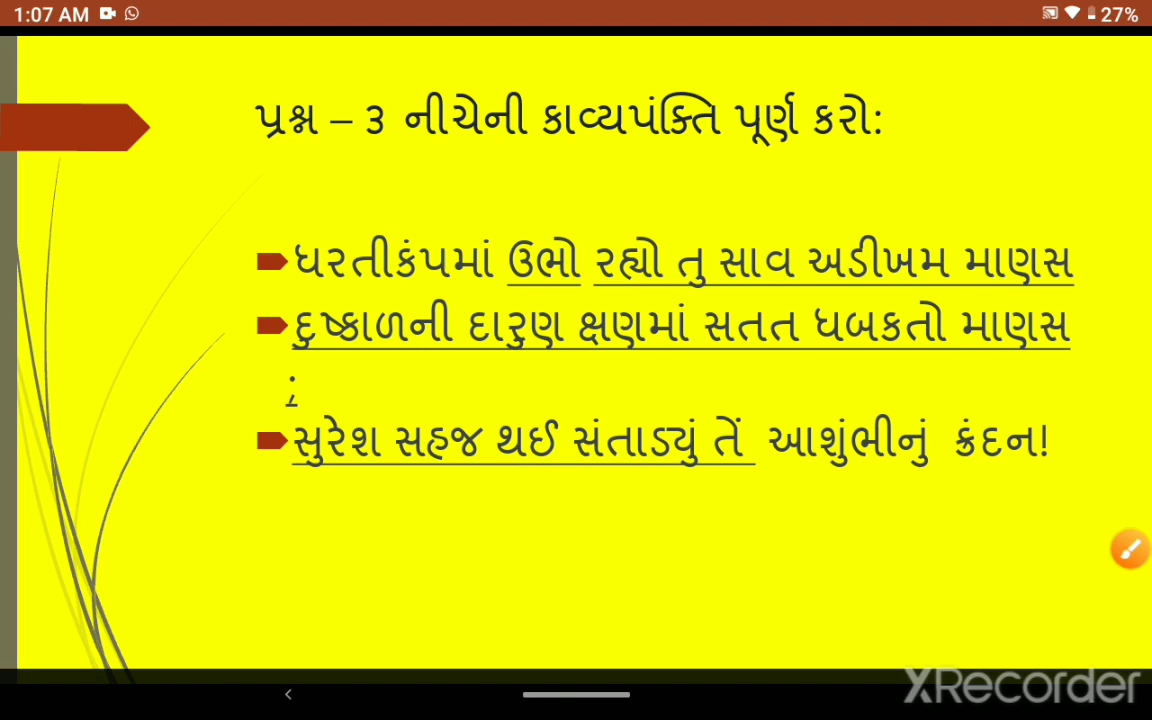 1:07 AM 27%
પ્રશ્ન – ૩ નીચેની કાવ્યપંક્તિ પૂર્ણ કરો:
ધરતીકંપમાં ઉભો રહ્યો તુ સાવ અડીખમ માણસ
દુષ્કાળની દારુણ ક્ષણમાં સતત ધબકતો માણસ
;
સુરેશ સહજ થઈ સંતાડ્યું તેં આશુંભીનું ક્રંદન!
XRecorder